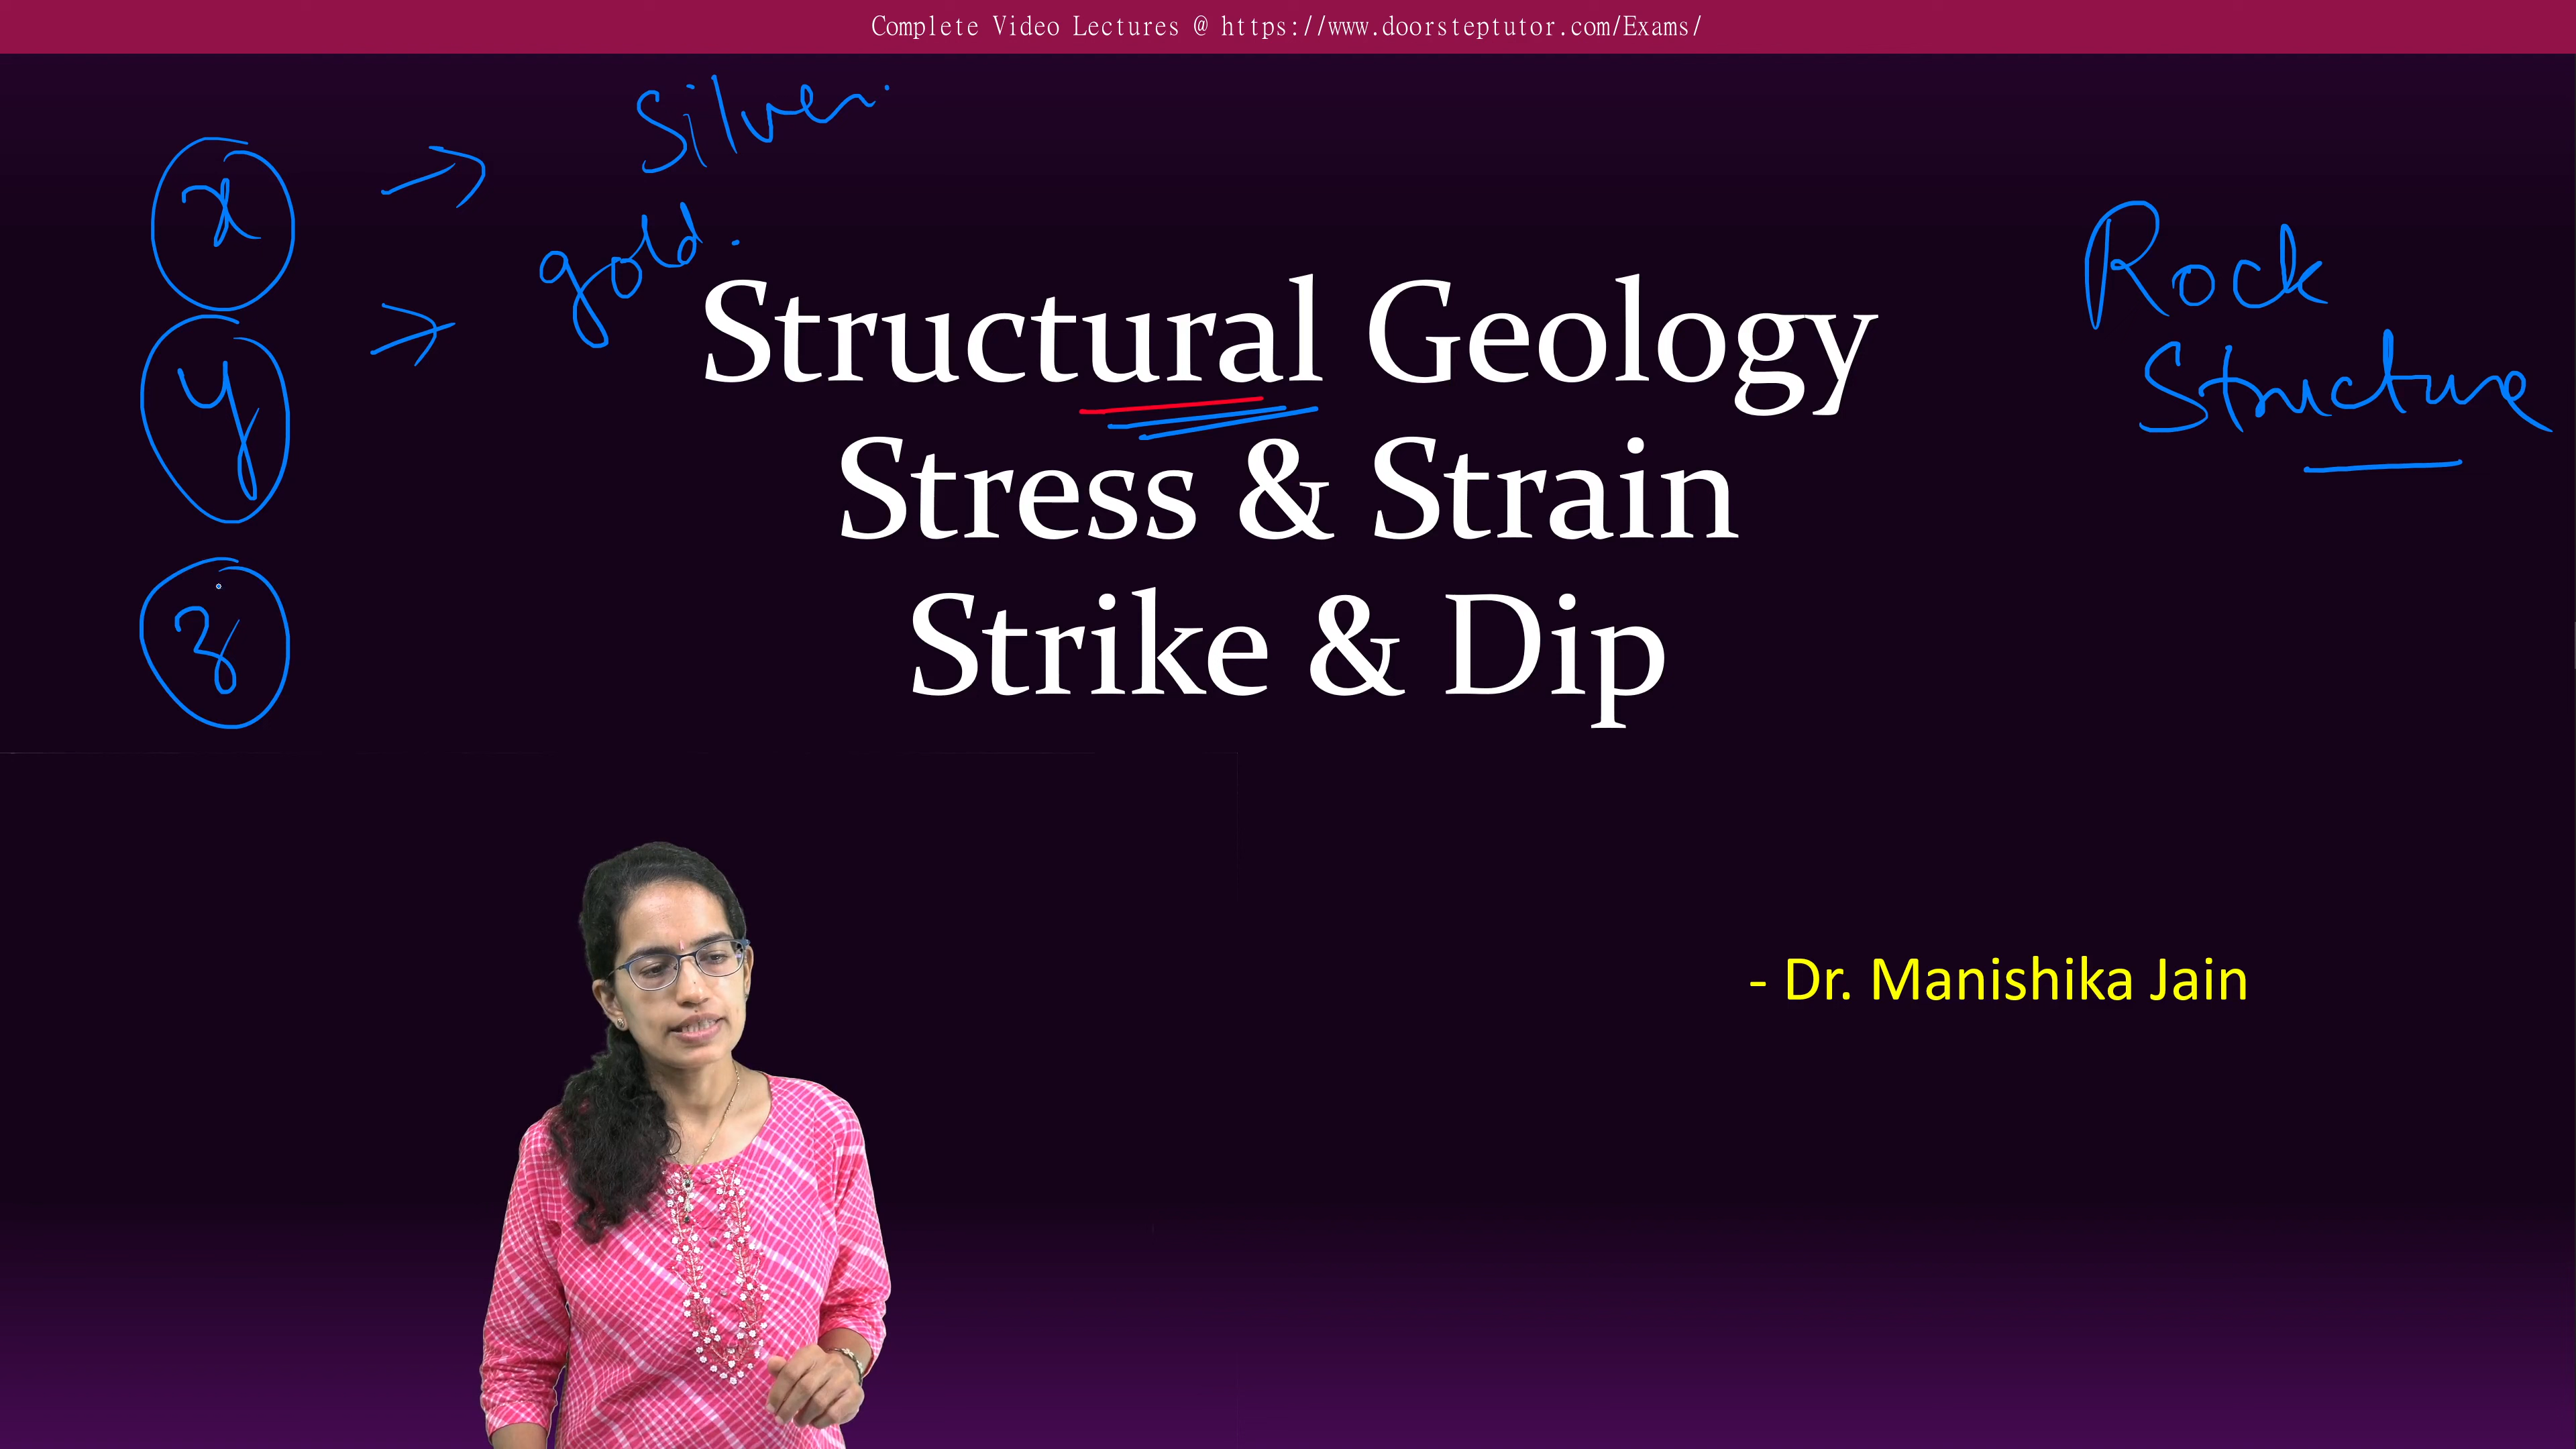 Complete Video Lectures @ https://www.doorsteptutor.com/Exams/
x → Silver.
y → gold.
z
Rock
Structure
Structural Geology
Stress & Strain
Strike & Dip
- Dr. Manishika Jain